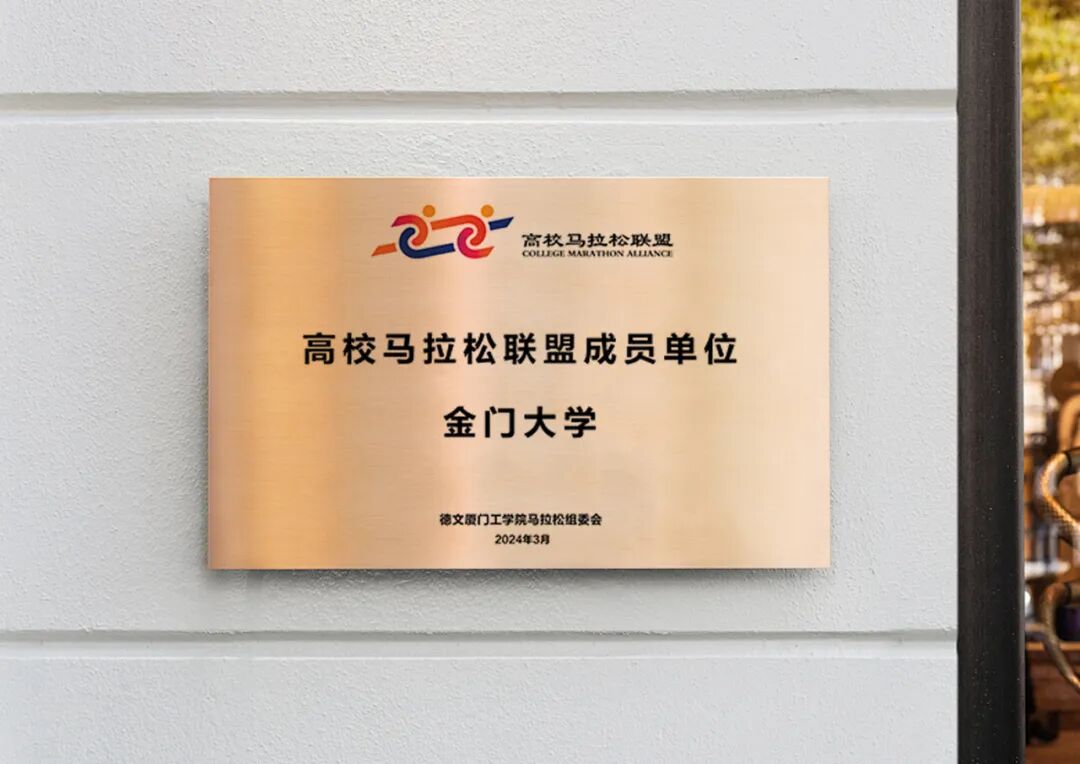 高校马拉松联盟
COLLEGE MARATHON ALLIANCE
高校马拉松联盟成员单位
金门大学
德文厦门工学院马拉松组委会
2024年3月